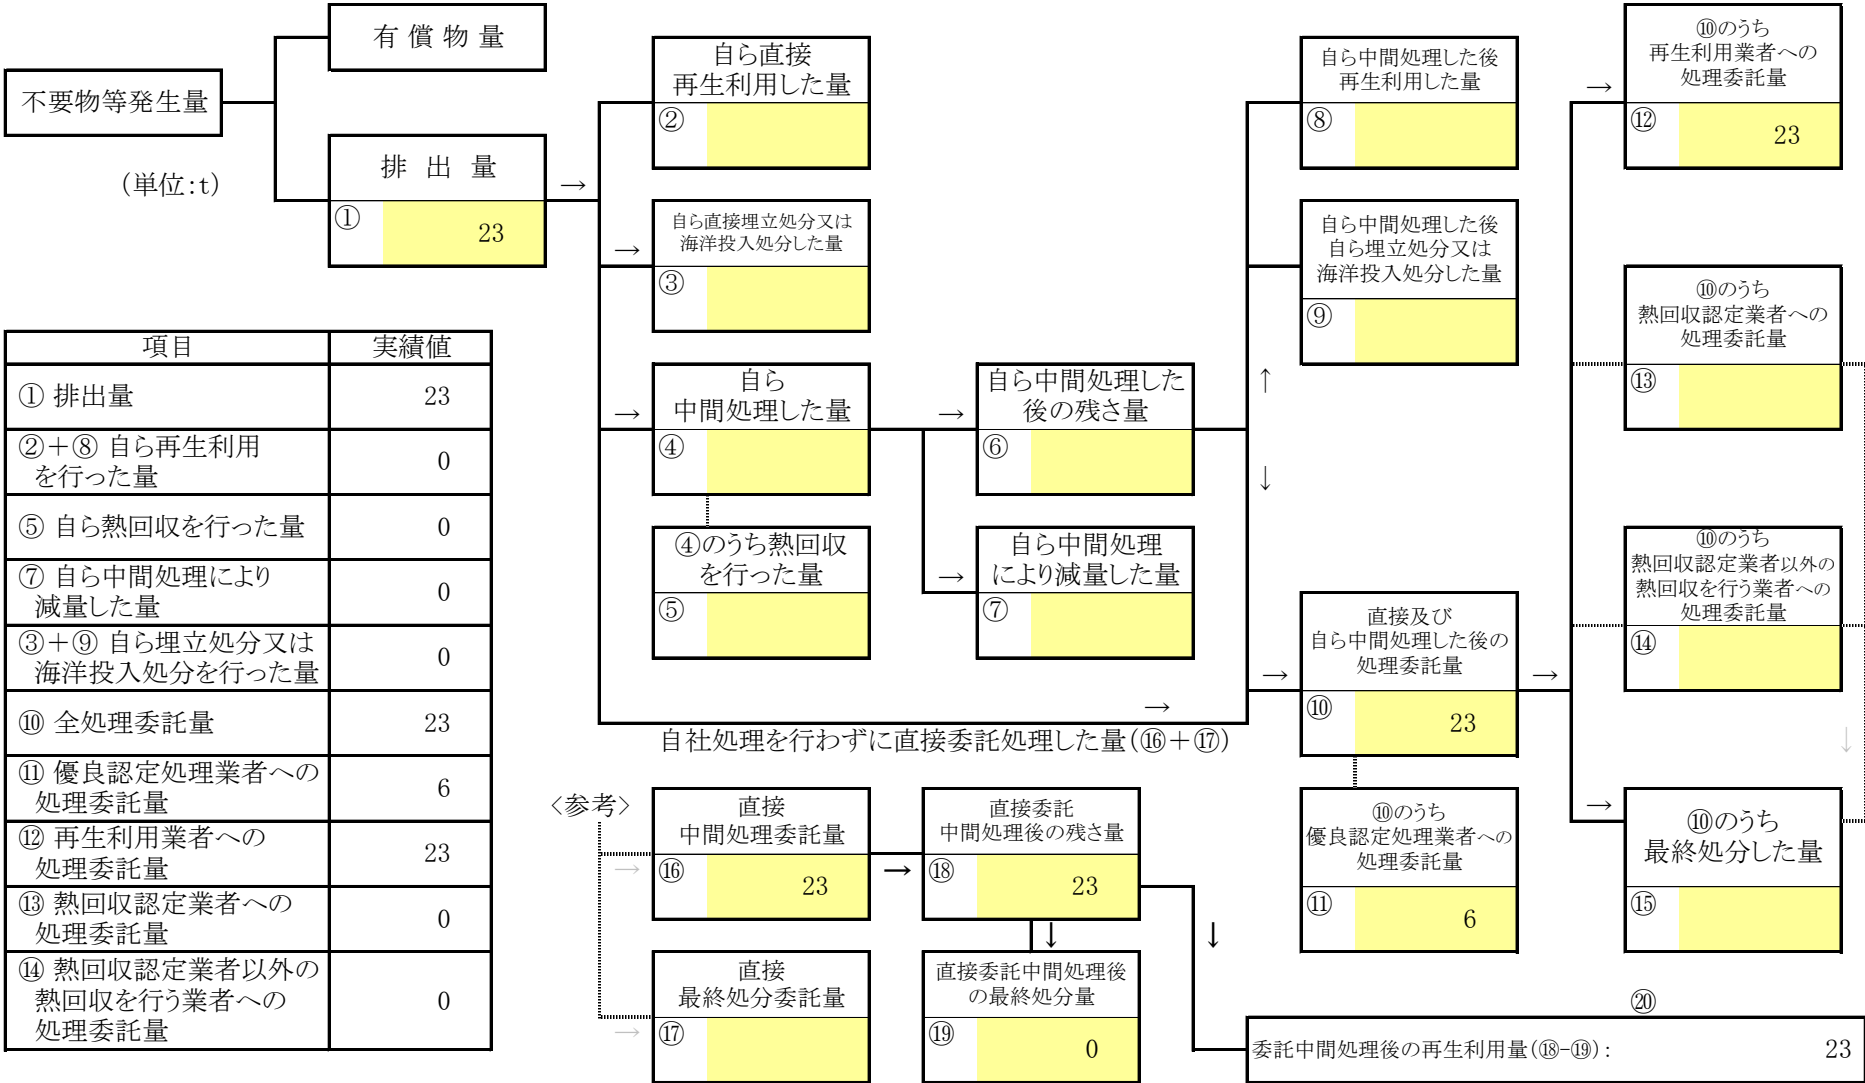 有 償 物 量
不要物等発生量
(単位:t)
排 出 量
→
① 23
自ら直接
再生利用した量
②
自ら直接埋立処分又は
海洋投入処分した量
→
③
自ら
中間処理した量
→
④
④のうち熱回収
を行った量
⑤
自ら中間処理した
後の残さ量
→
⑥
自ら中間処理
により減量した量
→
⑦
自ら中間処理した後
再生利用した量
⑧
自ら中間処理した後
自ら埋立処分又は
海洋投入処分した量
⑨
↑
↓
直接及び
自ら中間処理した後の
処理委託量
→
⑩ 23
→
自社処理を行わずに直接委託処理した量(⑯+⑰)
⑩のうち
優良認定処理業者への
処理委託量
⑪ 6
→
⑩のうち
再生利用業者への
処理委託量
→
⑫ 23
⑩のうち
熱回収認定業者への
処理委託量
⑬
⑩のうち
熱回収認定業者以外の
熱回収を行う業者への
処理委託量
⑭
↓
→
⑩のうち
最終処分した量
⑮
項目 実績値
① 排出量 23
②+⑧ 自ら再生利用
を行った量 0
⑤ 自ら熱回収を行った量 0
⑦ 自ら中間処理により
減量した量 0
③+⑨ 自ら埋立処分又は
海洋投入処分を行った量 0
⑩ 全処理委託量 23
⑪ 優良認定処理業者への
処理委託量 6
⑫ 再生利用業者への
処理委託量 23
⑬ 熱回収認定業者への
処理委託量 0
⑭ 熱回収認定業者以外の
熱回収を行う業者への
処理委託量 0
<参考>
直接
中間処理委託量
→
⑯ 23
→
直接委託
中間処理後の残さ量
⑱ 23
↓
↓
直接
最終処分委託量
→
⑰
直接委託中間処理後
の最終処分量
⑲ 0
⑳
委託中間処理後の再生利用量(⑱-⑲): 23